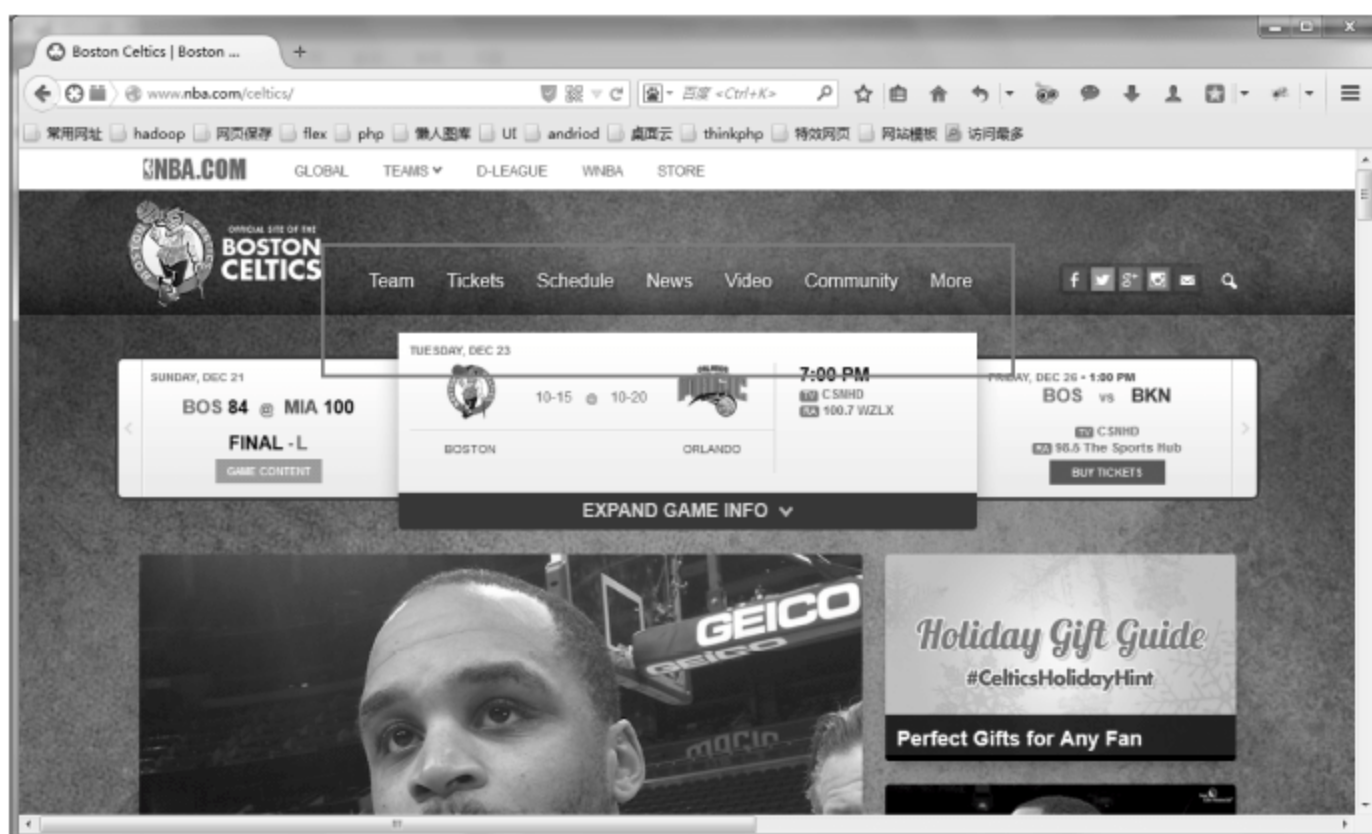 Boston Celtics | Boston ...
+
www.nba.com/celtics/
百度 <Ctrl+K>
常用网址 hadoop 网页保存 flex php 懒人图库 UI andriod 桌面云 thinkphp 特效网页 网站模板 访问最多
NBA.COM GLOBAL TEAMS D-LEAGUE WNBA STORE
OFFICIAL SITE OF THE
BOSTON
CELTICS
Team Tickets Schedule News Video Community More
f g+
SUNDAY, DEC 21
BOS 84 @ MIA 100
FINAL - L
GAME CONTENT
TUESDAY, DEC 23
10-15 @ 10-20
BOSTON ORLANDO
7:00 PM
TV CSNHD
RA 100.7 WZLX
EXPAND GAME INFO
FRIDAY, DEC 26 • 1:00 PM
BOS vs BKN
TV CSNHD
RA 98.5 The Sports Hub
BUY TICKETS
GEICO
GEICO
Holiday Gift Guide
#CelticsHolidayHint
Perfect Gifts for Any Fan